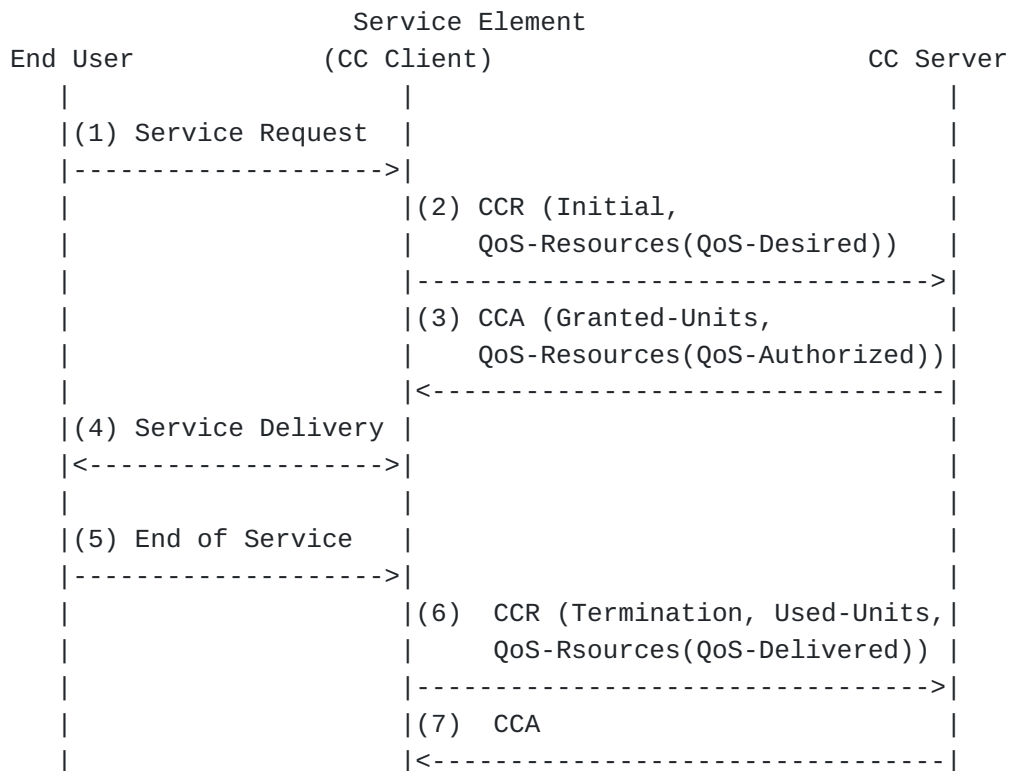 Service Element
End User               (CC Client)                              CC Server
    |                           |                                            |
    |(1) Service Request  |                                            |
    |-------------------->|                                            |
    |                           |(2) CCR (Initial,                      |
    |                           |     QoS-Resources(QoS-Desired))    |
    |                           |--------------------------------->|
    |                           |(3) CCA (Granted-Units,               |
    |                           |     QoS-Resources(QoS-Authorized))|
    |                           |<---------------------------------|
    |(4) Service Delivery |                                            |
    |<------------------->|                                            |
    |                           |                                            |
    |(5) End of Service   |                                            |
    |-------------------->|                                            |
    |                           |(6)  CCR (Termination, Used-Units,|
    |                           |      QoS-Rsources(QoS-Delivered)) |
    |                           |--------------------------------->|
    |                           |(7)  CCA                                |
    |                           |<---------------------------------|